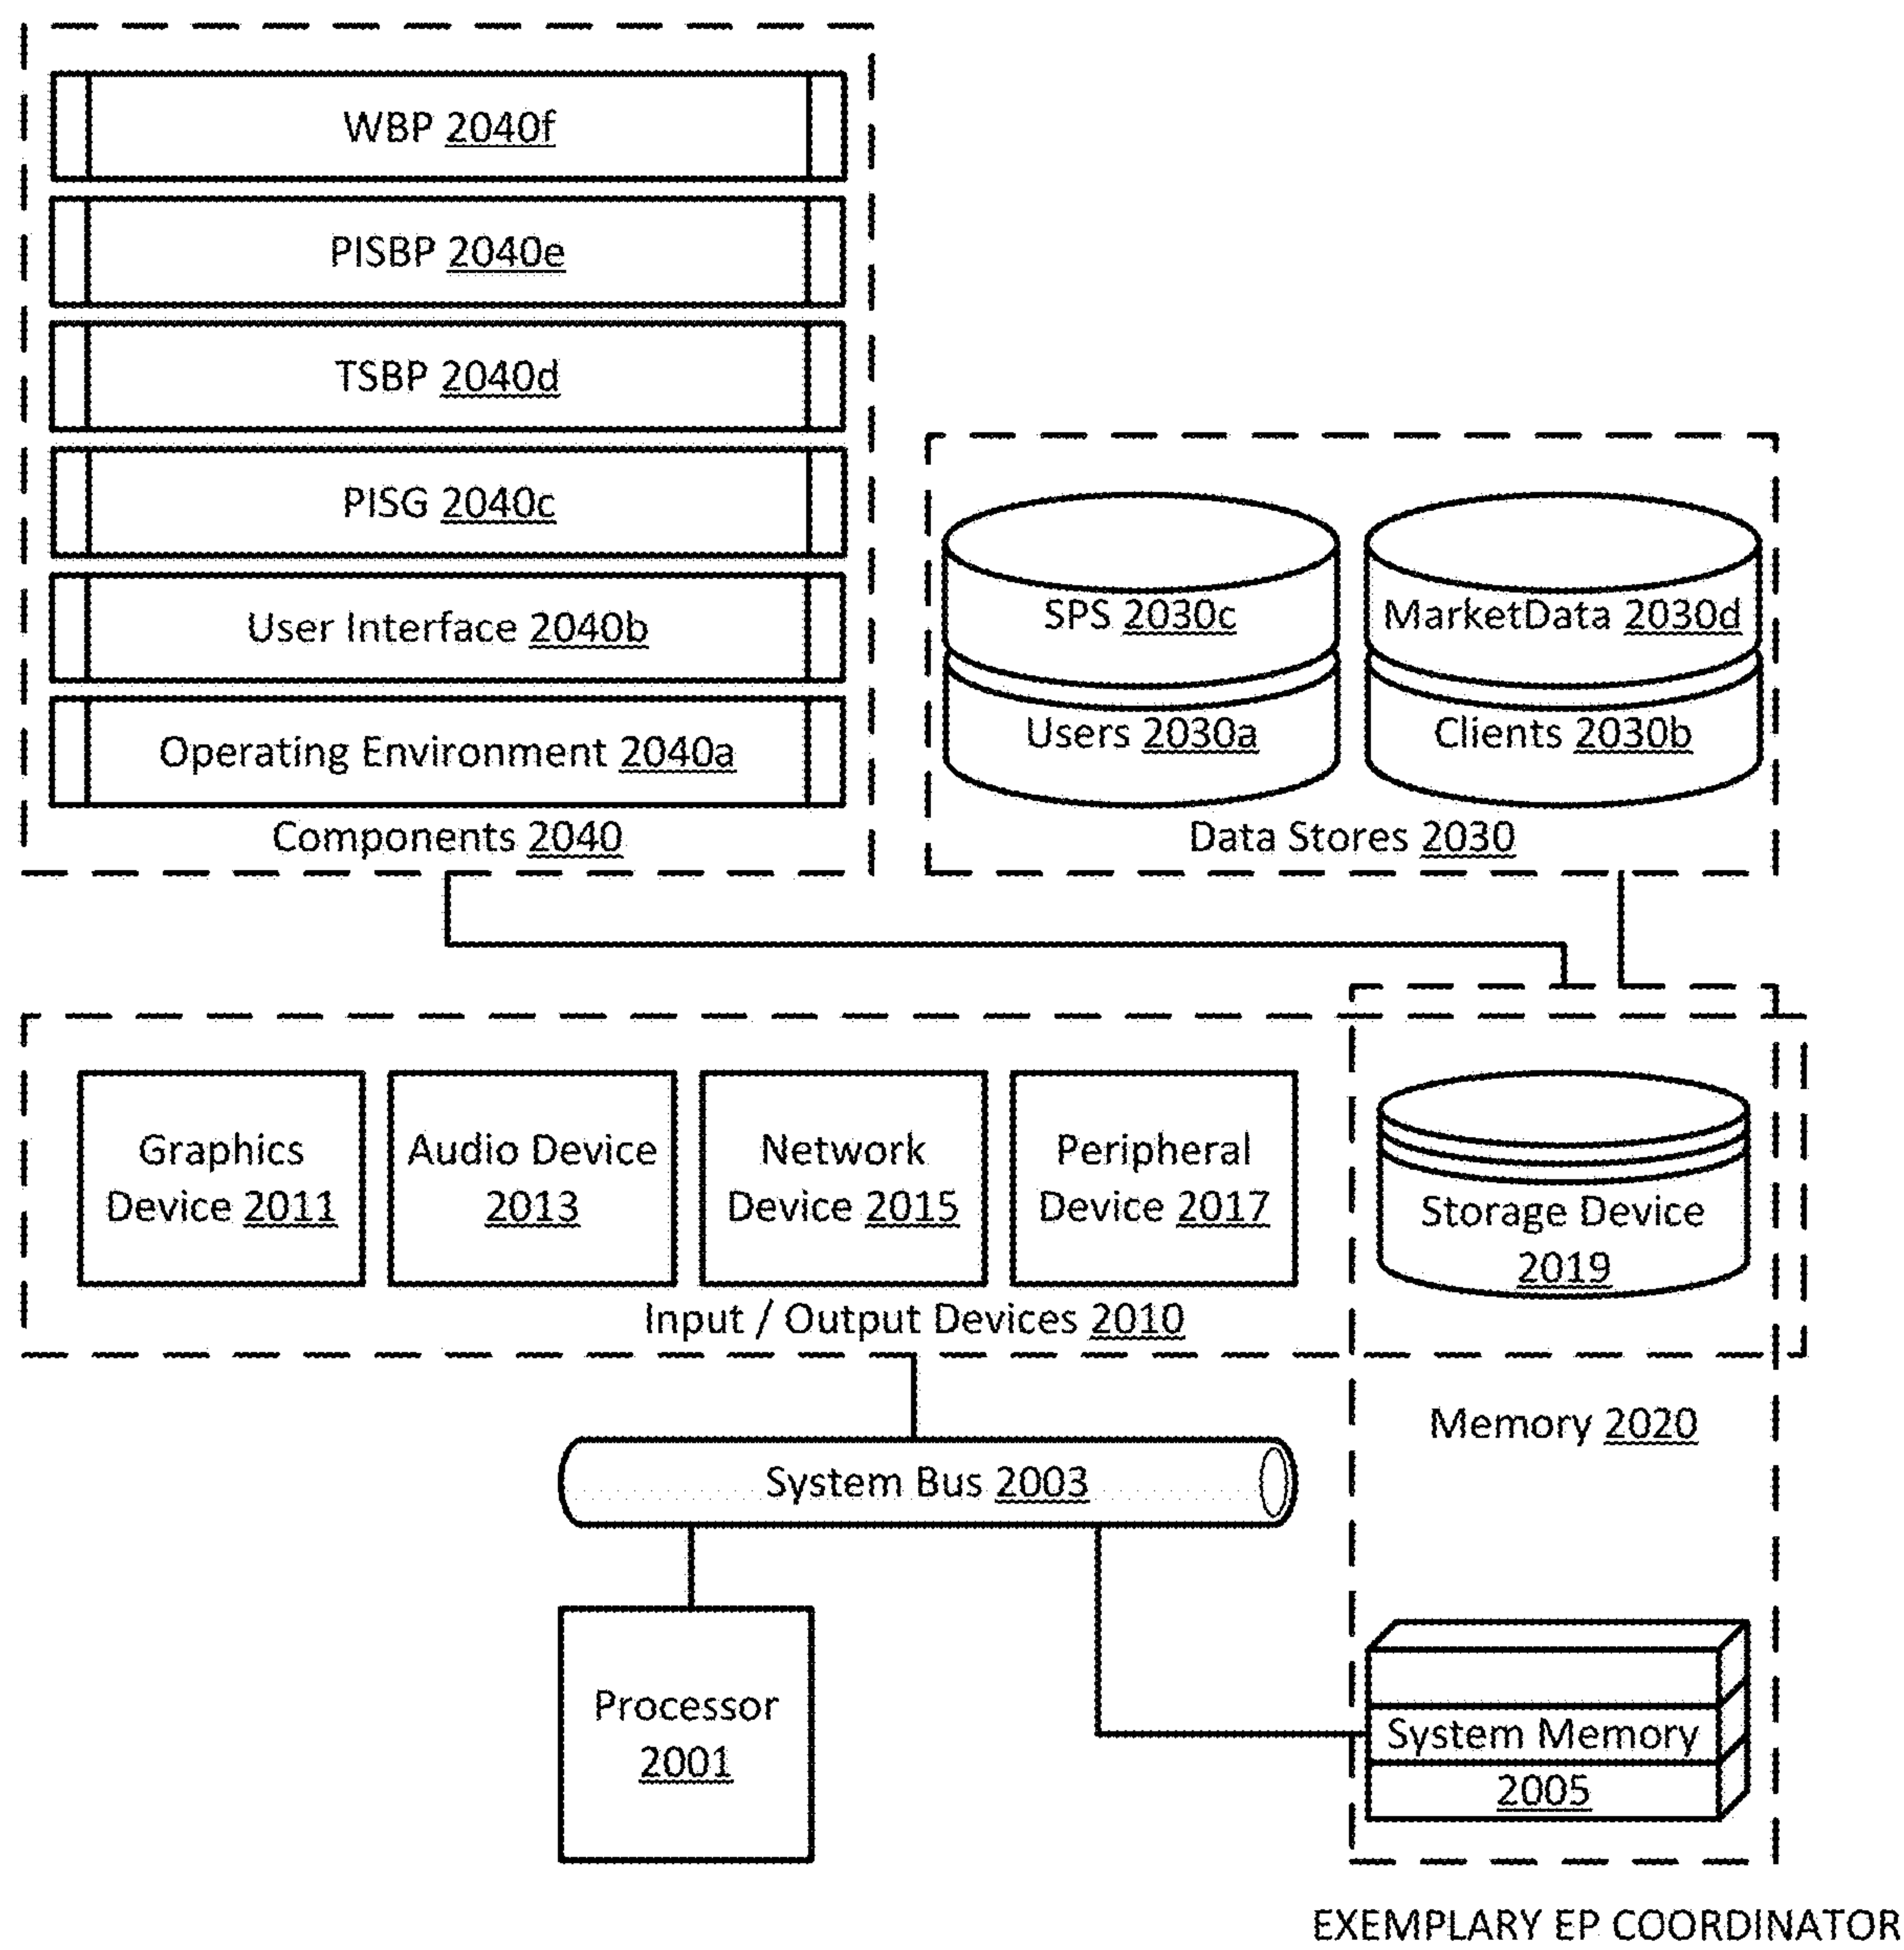 WBP 2040f
PISBP 2040e
TSBP 2040d
PISG 2040c
User Interface 2040b
Operating Environment 2040a
Components 2040
SPS 2030c
MarketData 2030d
Users 2030a
Clients 2030b
Data Stores 2030
Graphics
Device 2011
Audio Device
2013
Network
Device 2015
Peripheral
Device 2017
Storage Device
2019
Input / Output Devices 2010
Memory 2020
System Bus 2003
Processor
2001
System Memory
2005
EXEMPLARY EP COORDINATOR